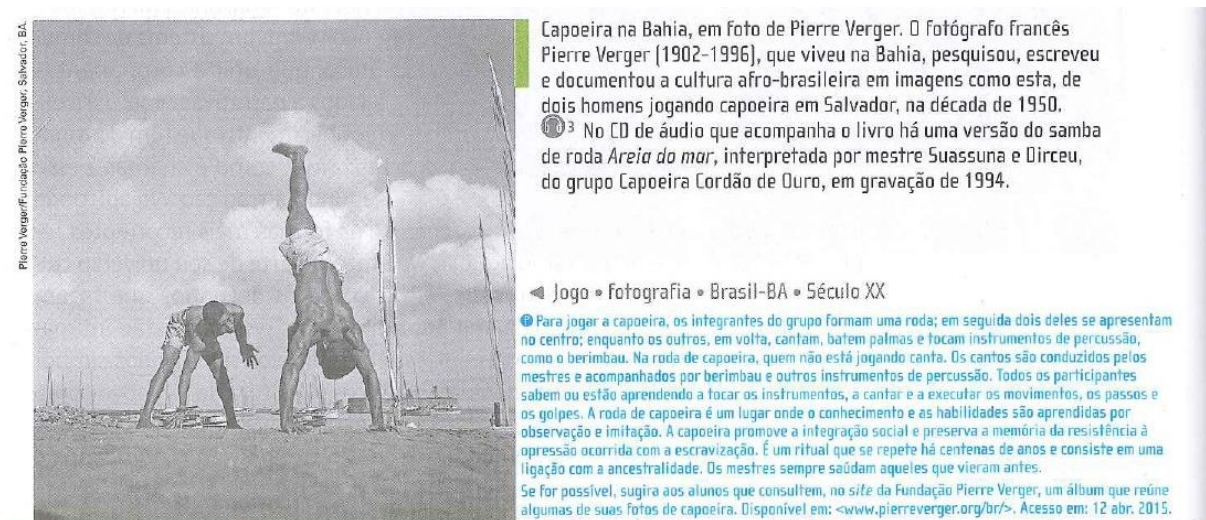 Pierre Verger/Fundação Pierre Verger, Salvador, BA.
Capoeira na Bahia, em foto de Pierre Verger. O fotógrafo francês
Pierre Verger (1902-1996), que viveu na Bahia, pesquisou, escreveu
e documentou a cultura afro-brasileira em imagens como esta, de
dois homens jogando capoeira em Salvador, na década de 1950.
3 No CD de áudio que acompanha o livro há uma versão do samba
de roda Areia do mar, interpretada por mestre Suassuna e Dirceu,
do grupo Capoeira Cordão de Ouro, em gravação de 1994.
◄ Jogo • Fotografia • Brasil-BA • Século XX
P Para jogar a capoeira, os integrantes do grupo formam uma roda; em seguida dois deles se apresentam
no centro; enquanto os outros, em volta, cantam, batem palmas e tocam instrumentos de percussão,
como o berimbau. Na roda de capoeira, quem não está jogando canta. Os cantos são conduzidos pelos
mestres e acompanhados por berimbau e outros instrumentos de percussão. Todos os participantes
sabem ou estão aprendendo a tocar os instrumentos, a cantar e a executar os movimentos, os passos e
os golpes. A roda de capoeira é um lugar onde o conhecimento e as habilidades são aprendidas por
observação e imitação. A capoeira promove a integração social e preserva a memória da resistência à
opressão ocorrida com a escravização. É um ritual que se repete há centenas de anos e consiste em uma
ligação com a ancestralidade. Os mestres sempre saúdam aqueles que vieram antes.
Se for possível, sugira aos alunos que consultem, no site da Fundação Pierre Verger, um álbum que reúne
algumas de suas fotos de capoeira. Disponível em: <www.pierreverger.org/br/>. Acesso em: 12 abr. 2015.